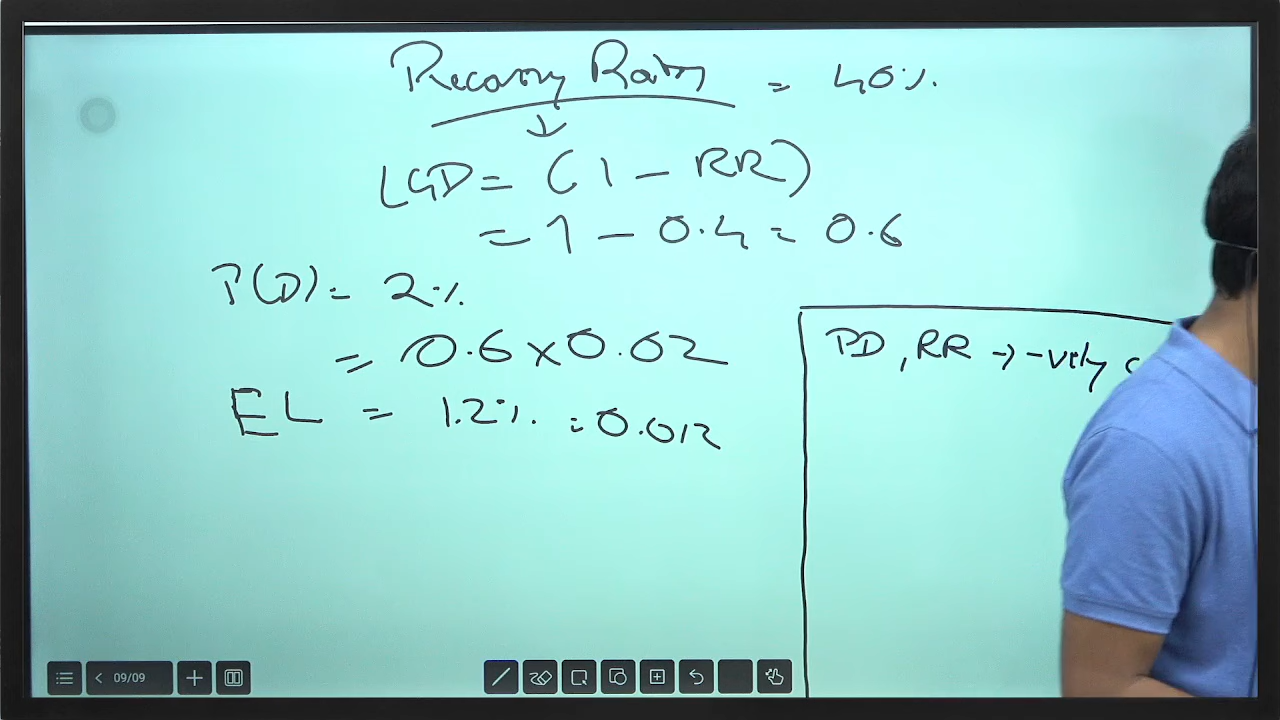 Recovery Rates = 40%.
LGD = (1 - RR)
= 1 - 0.4 = 0.6
P(D) = 2%
= 0.6 x 0.02
EL = 1.2%. = 0.012
PD, RR → -vely
09/09